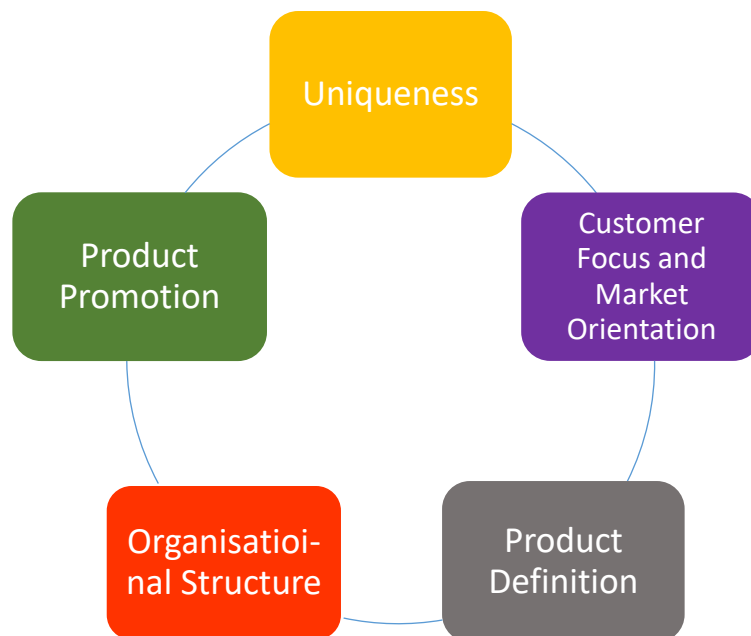 Uniqueness
Customer
Focus and
Market
Orientation
Product
Definition
Organisatioi-
nal Structure
Product
Promotion